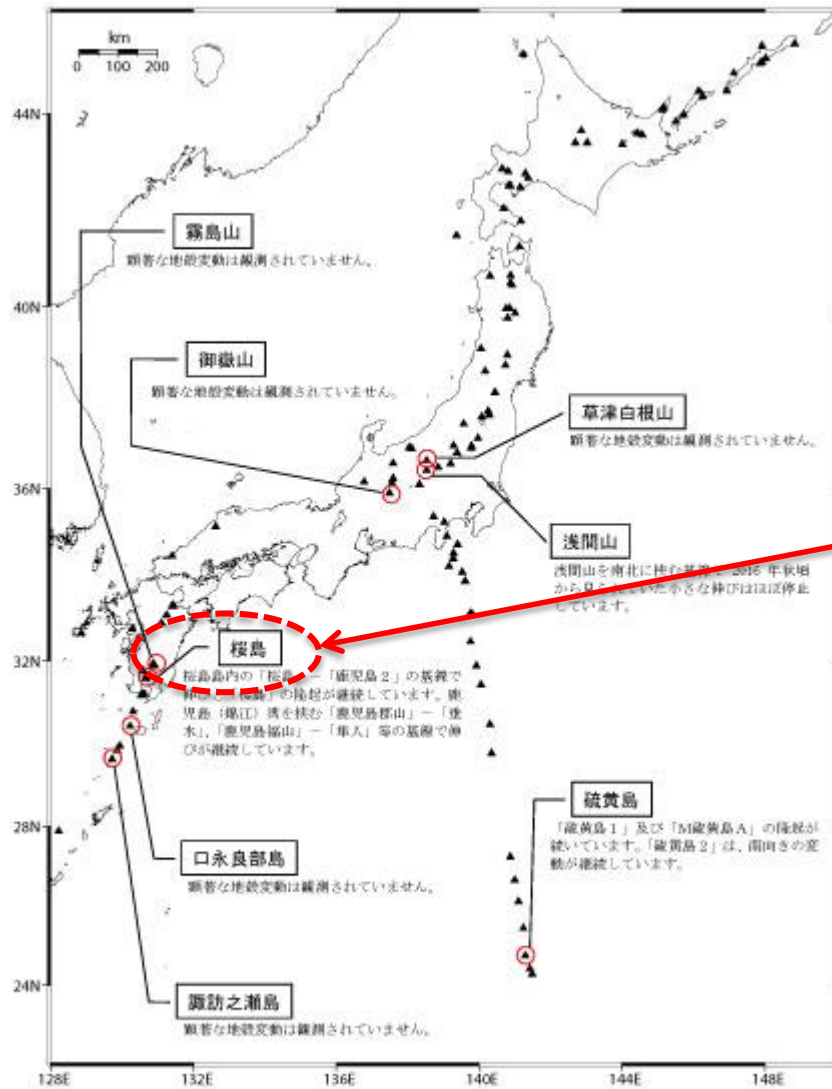 km
0 100 200
44N
霧島山
顕著な地殻変動は観測されていません。
40N
御嶽山
顕著な地殻変動は観測されていません。
草津白根山
顕著な地殻変動は観測されていません。
36N
浅間山
浅間山を南北に挟む基線で 2016 年秋頃
から見られていた小さな伸びはほぼ停止
しています。
32N
桜島
桜島島内の「桜島」－「鹿児島2」の基線で
「桜島」の隆起が継続しています。鹿
児島（錦江）湾を挟む「鹿児島郡山」－「垂
水」、「鹿児島福山」－「隼人」等の基線で伸
びが継続しています。
硫黄島
「硫黄島1」及び「M硫黄島A」の隆起が
続いています。「硫黄島2」は、南向きの変
動が継続しています。
28N
口永良部島
顕著な地殻変動は観測されていません。
24N
諏訪之瀬島
顕著な地殻変動は観測されていません。
128E 132E 136E 140E 144E 148E